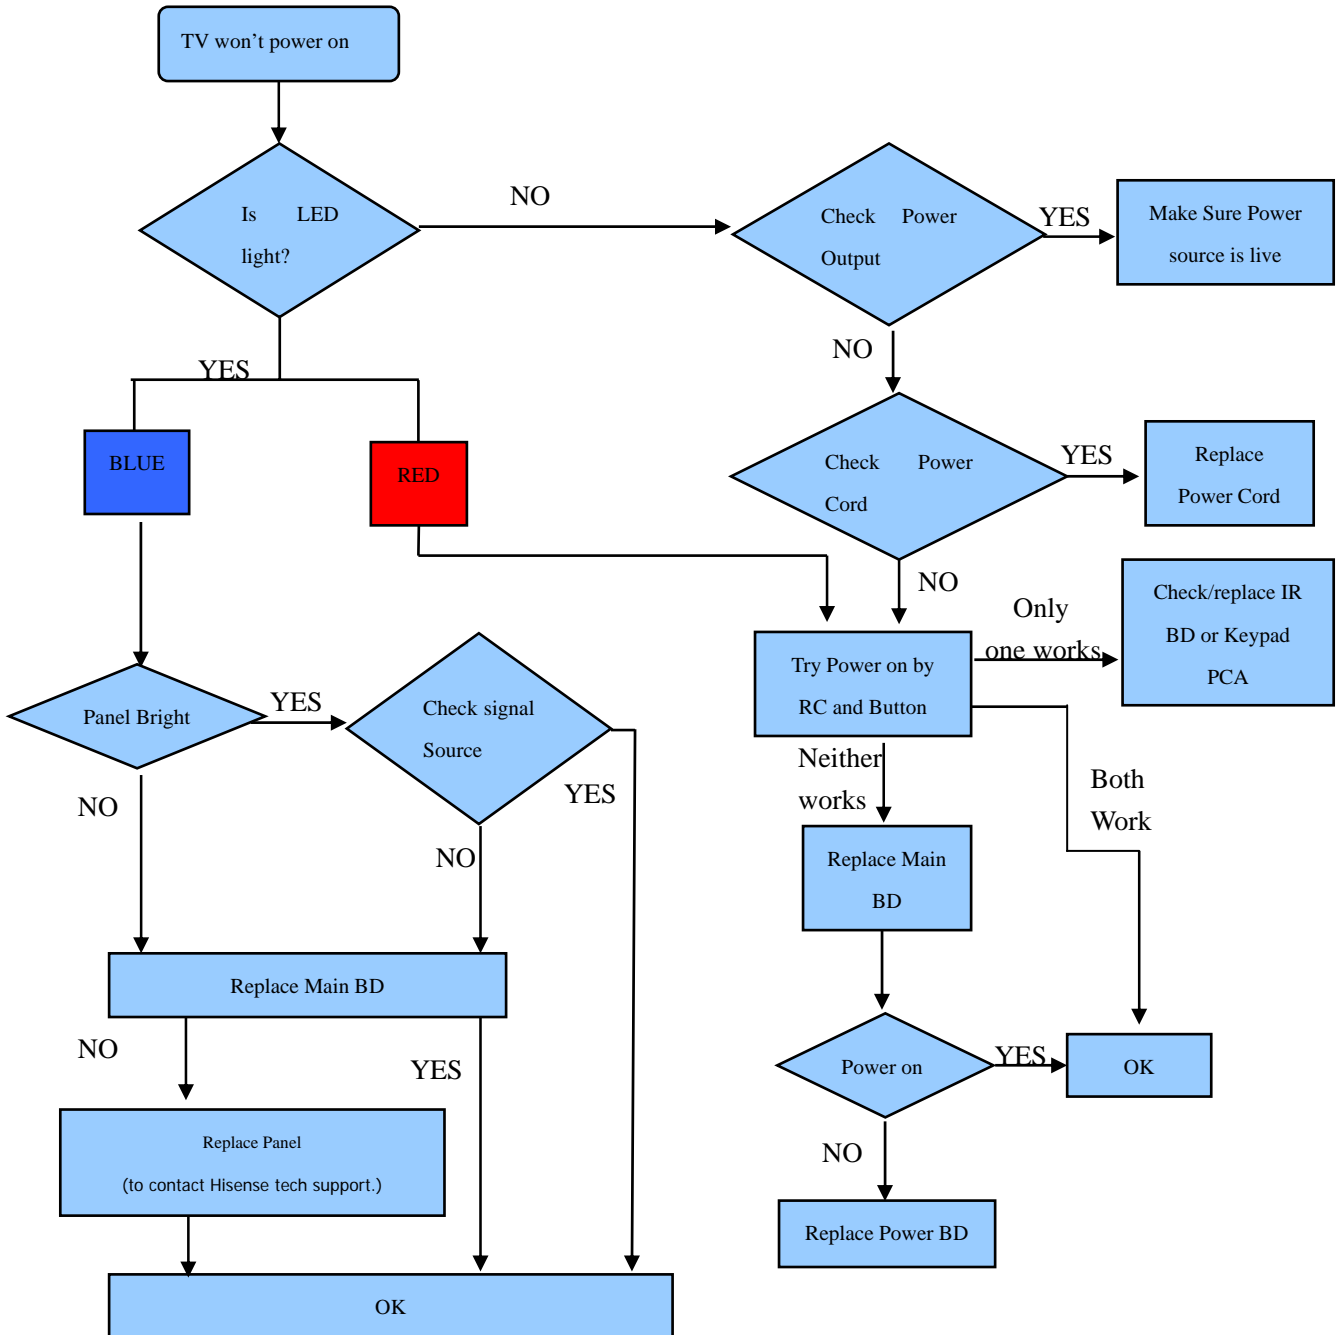 TV won’t power on
Is LED
light?
NO
Check Power
Output
YES
Make Sure Power
source is live
NO
YES
BLUE
RED
Check Power
Cord
YES
Replace
Power Cord
NO
Only
one works
Check/replace IR
BD or Keypad
PCA
Try Power on by
RC and Button
Panel Bright
YES
Check signal
Source
YES
NO
NO
Neither
works
Both
Work
Replace Main
BD
Replace Main BD
NO
YES
Power on
YES
OK
Replace Panel
(to contact Hisense tech support.)
NO
Replace Power BD
OK